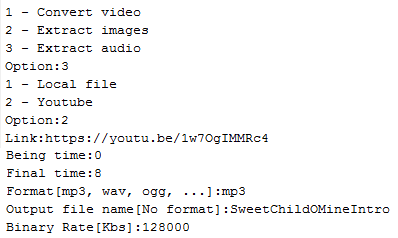 1 – Convert video
2 – Extract images
3 – Extract audio
Option:3
1 – Local file
2 – Youtube
Option:2
Link:https://youtu.be/1w7OgIMMRc4
Being time:0
Final time:8
Format[mp3, wav, ogg, ...]:mp3
Output file name[No format]:SweetChildOMineIntro
Binary Rate[Kbs]:128000